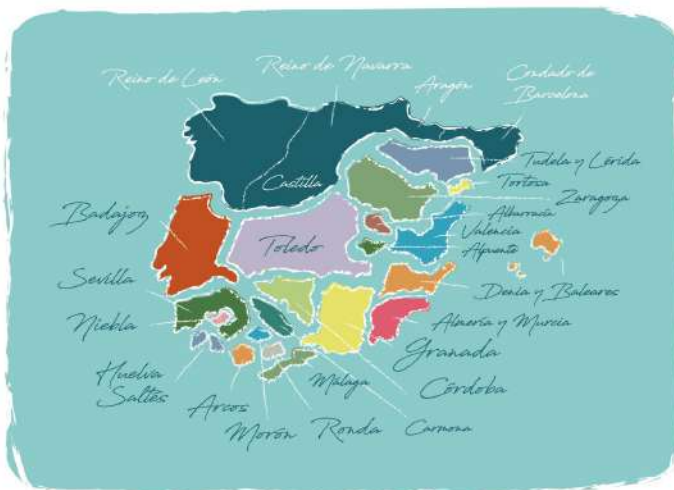 Reino de León
Reino de Navarra
Aragón
Condado de
Barcelona
Castilla
Tudela y Lérida
Tortosa
Zaragoza
Badajoz
Toledo
Albarracín
Valencia
Alpuente
Sevilla
Denia y Baleares
Niebla
Almería y Murcia
Granada
Huelva
Saltés
Málaga
Córdoba
Arcos
Morón
Ronda
Carmona